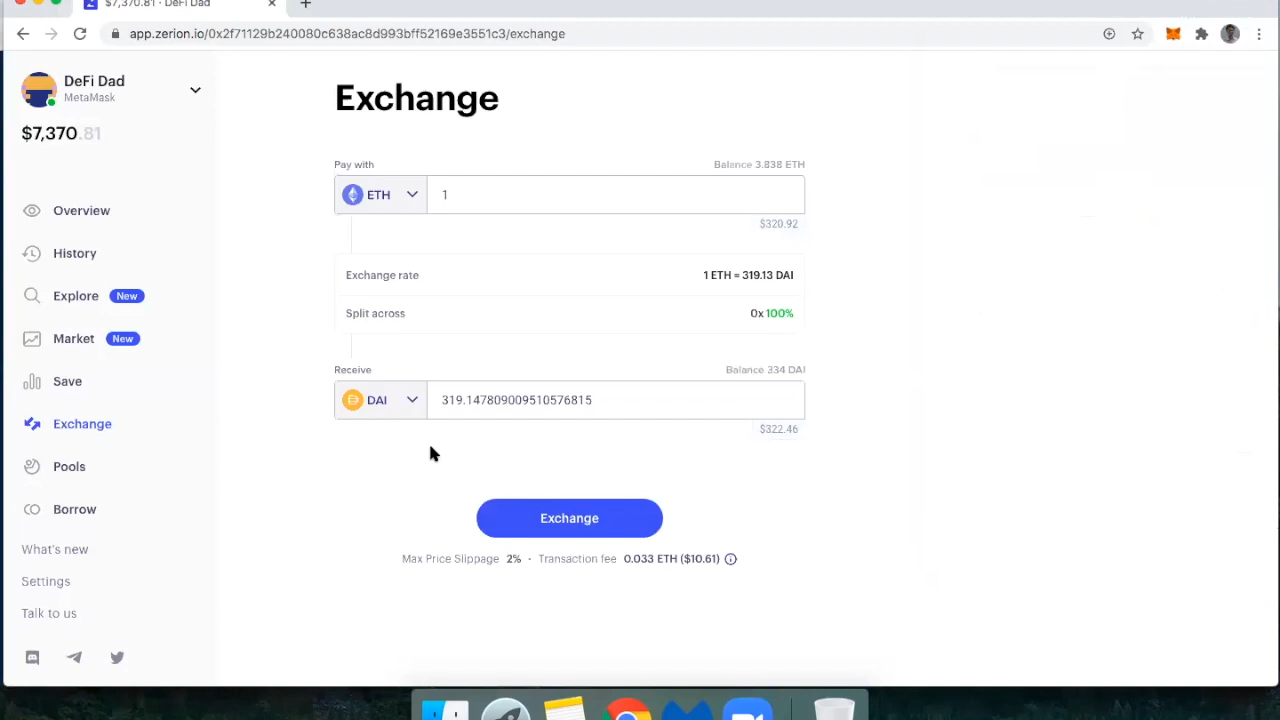 $7,370.81 · DeFi Dad
app.zerion.io/0x2f71129b240080c638ac8d993bff52169e3551c3/exchange
DeFi Dad
MetaMask
$7,370.81
Overview
History
Explore New
Market New
Save
Exchange
Pools
Borrow
What's new
Settings
Talk to us
Exchange
Pay with Balance 3.838 ETH
ETH 1
$320.92
Exchange rate 1 ETH = 319.13 DAI
Split across 0x 100%
Receive Balance 334 DAI
DAI 319.147809009510576815
$322.46
Exchange
Max Price Slippage 2% · Transaction fee 0.033 ETH ($10.61)